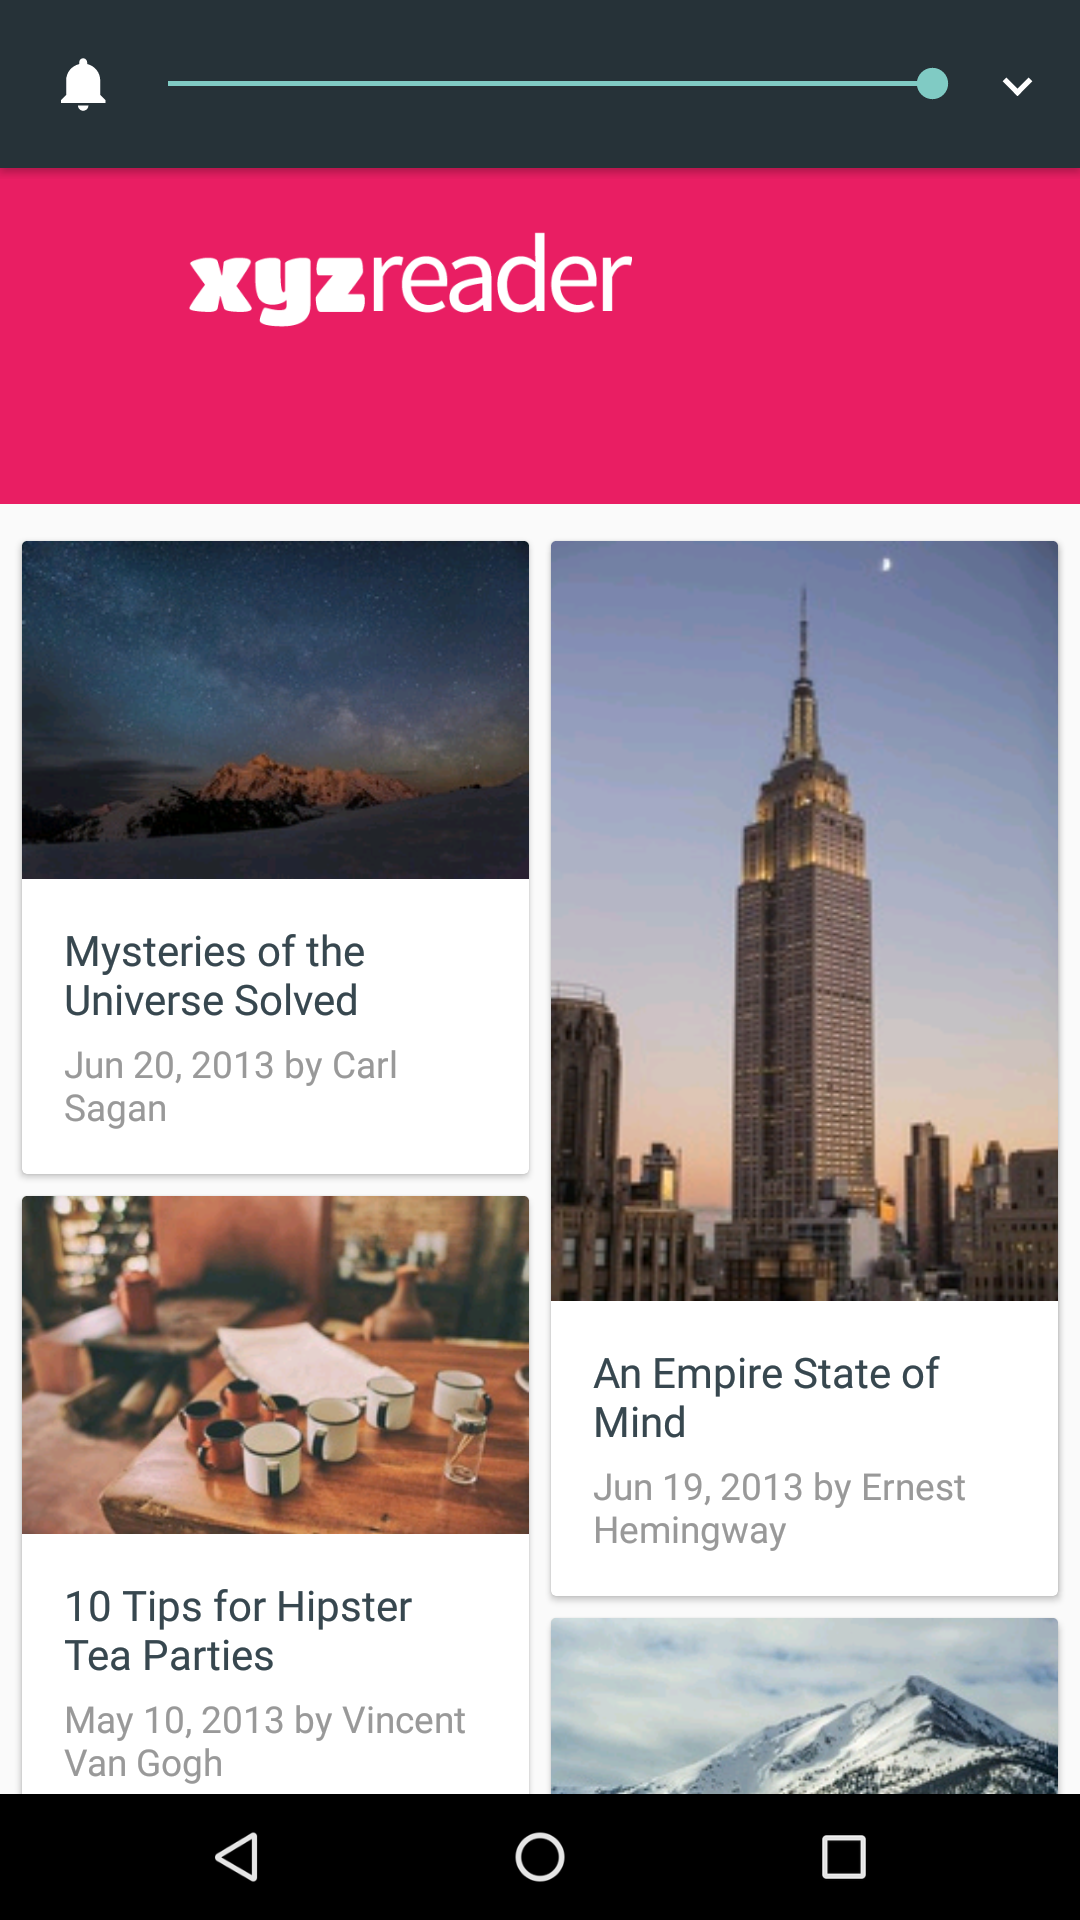 xyzreader
Mysteries of the
Universe Solved
Jun 20, 2013 by Carl
Sagan
An Empire State of
Mind
Jun 19, 2013 by Ernest
Hemingway
10 Tips for Hipster
Tea Parties
May 10, 2013 by Vincent
Van Gogh